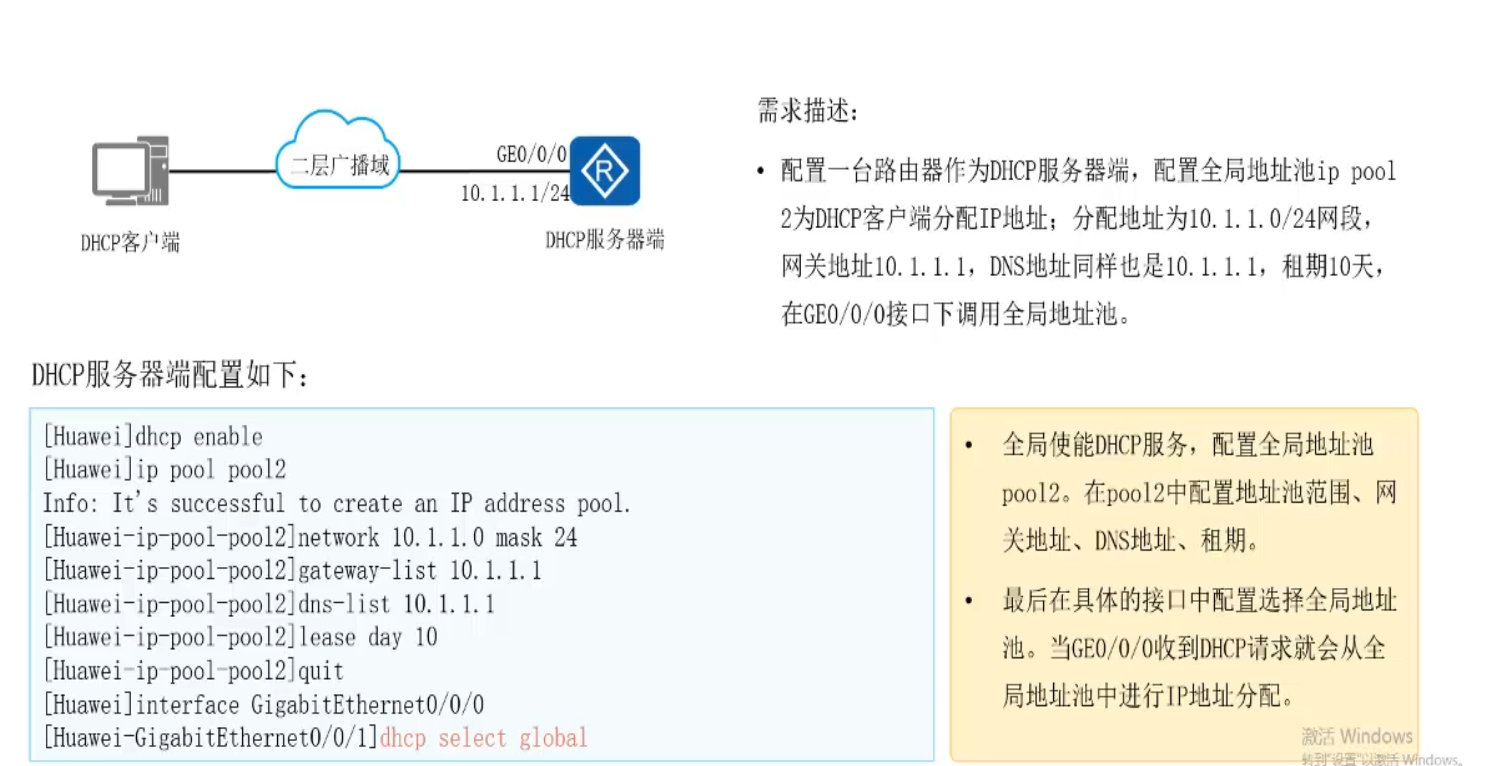 需求描述：
二层广播域
GE0/0/0
10.1.1.1/24
R
DHCP客户端
DHCP服务器端
• 配置一台路由器作为DHCP服务器端，配置全局地址池ip pool
2为DHCP客户端分配IP地址；分配地址为10.1.1.0/24网段，
网关地址10.1.1.1，DNS地址同样也是10.1.1.1，租期10天，
在GE0/0/0接口下调用全局地址池。
DHCP服务器端配置如下：
[Huawei]dhcp enable
[Huawei]ip pool pool2
Info: It's successful to create an IP address pool.
[Huawei-ip-pool-pool2]network 10.1.1.0 mask 24
[Huawei-ip-pool-pool2]gateway-list 10.1.1.1
[Huawei-ip-pool-pool2]dns-list 10.1.1.1
[Huawei-ip-pool-pool2]lease day 10
[Huawei-ip-pool-pool2]quit
[Huawei]interface GigabitEthernet0/0/0
[Huawei-GigabitEthernet0/0/1]dhcp select global
• 全局使能DHCP服务，配置全局地址池
pool2。在pool2中配置地址池范围、网
关地址、DNS地址、租期。
• 最后在具体的接口中配置选择全局地址
池。当GE0/0/0收到DHCP请求就会从全
局地址池中进行IP地址分配。
激活 Windows
转到"设置"以激活 Windows。